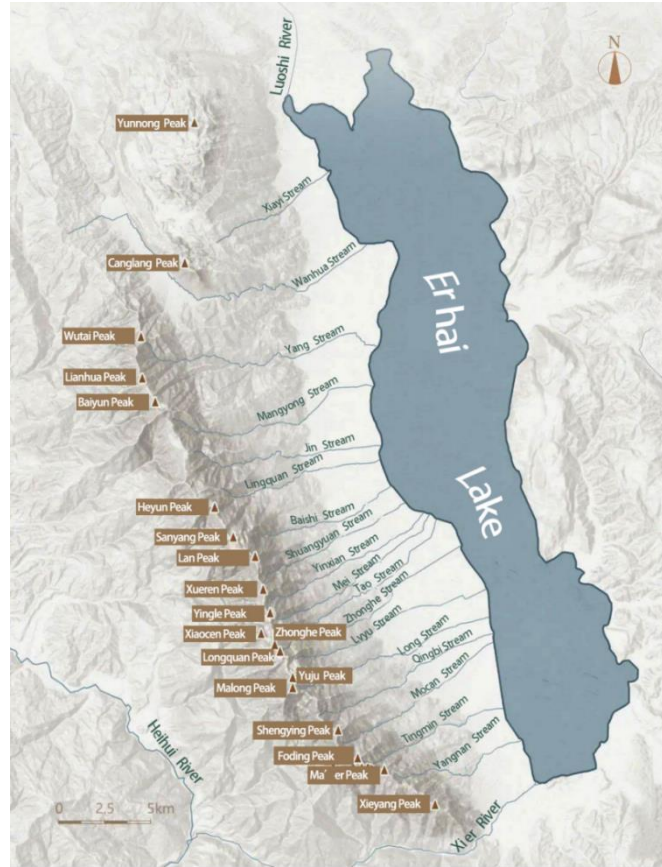 N
Luoshi River
Yunnong Peak
Xiayi Stream
Canglang Peak
Wanhua Stream
Erhai
Lake
Wutai Peak
Yang Stream
Lianhua Peak
Baiyun Peak
Mangyong Stream
Jin Stream
Lingquan Stream
Heyun Peak
Baishi Stream
Sanyang Peak
Shuangyuan Stream
Lan Peak
Yinxian Stream
Mei Stream
Xueren Peak
Tao Stream
Yingle Peak
Zhonghe Stream
Xiaocen Peak
Zhonghe Peak
Lvyu Stream
Longquan Peak
Long Stream
Qingbi Stream
Yuju Peak
Malong Peak
Mocan Stream
Heihui River
Shengying Peak
Tingmin Stream
Foding Peak
Yangnan Stream
Peak
Xieyang Peak
0 2.5 5km
Xi'er River